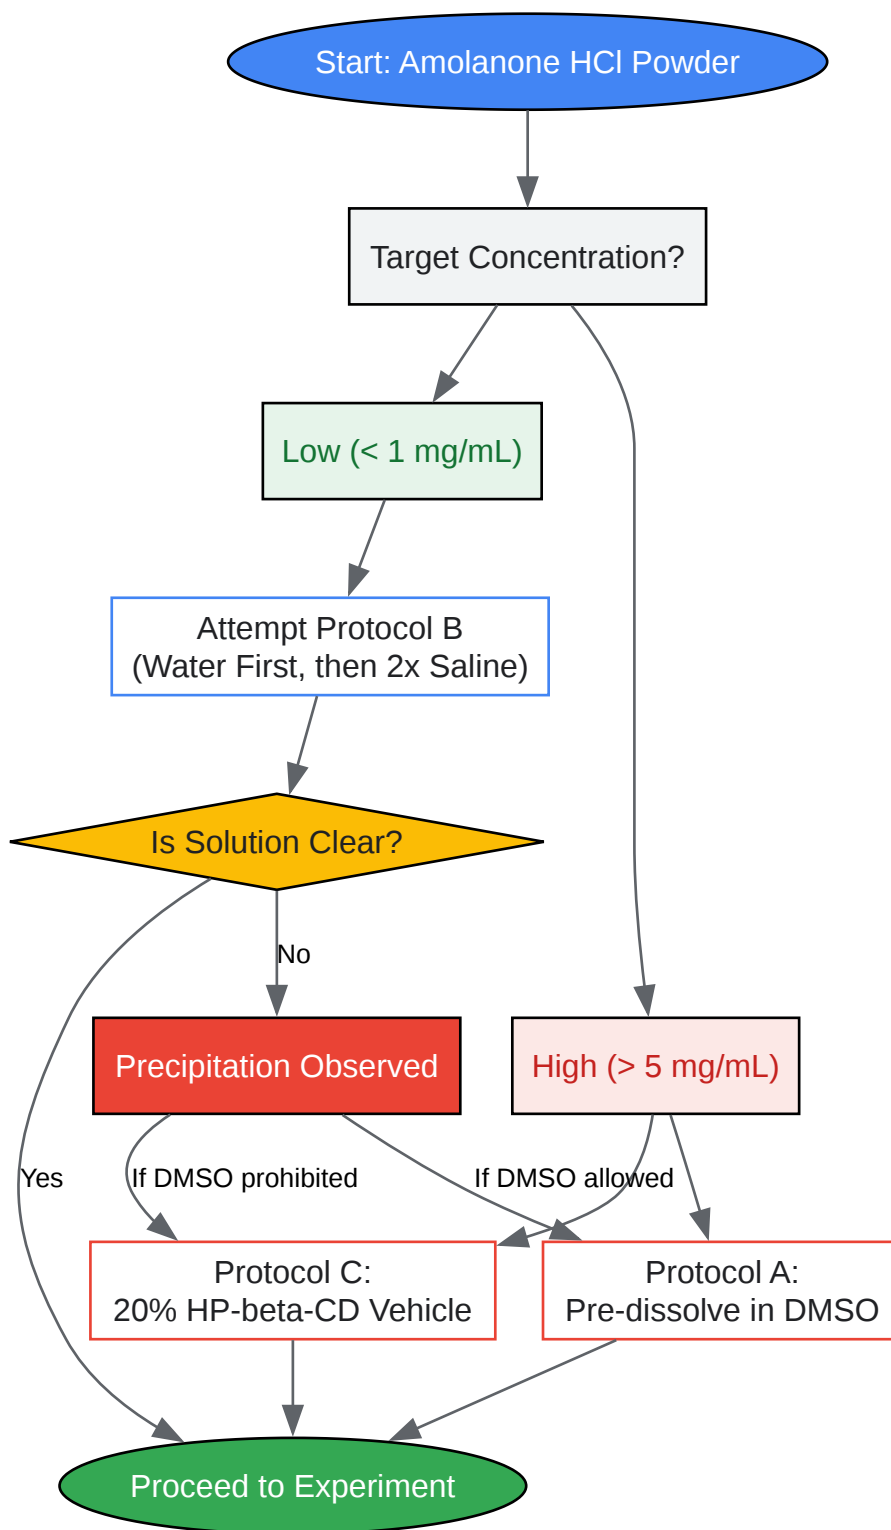 Start: Amolanone HCl Powder
Target Concentration?
Low (< 1 mg/mL)
Attempt Protocol B
(Water First, then 2x Saline)
Is Solution Clear?
No
Precipitation Observed
High (> 5 mg/mL)
Yes
If DMSO prohibited
If DMSO allowed
Protocol C:
20% HP-beta-CD Vehicle
Protocol A:
Pre-dissolve in DMSO
Proceed to Experiment